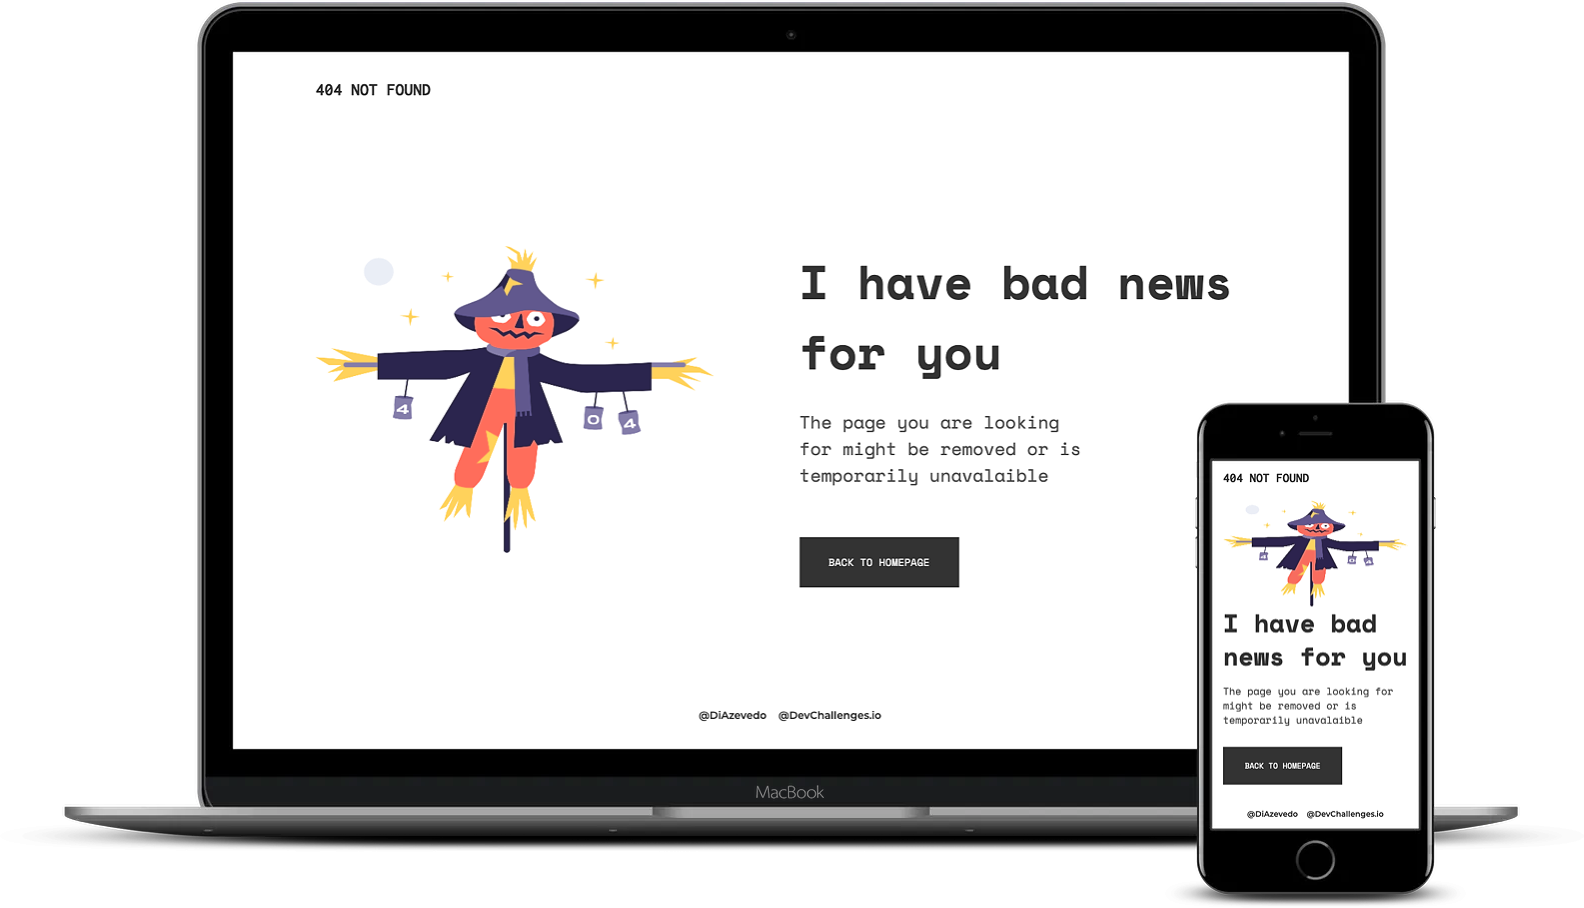 404 NOT FOUND
I have bad news
for you
The page you are looking
for might be removed or is
temporarily unavalaible
4
0
4
BACK TO HOMEPAGE
@DiAzevedo @DevChallenges.io
MacBook
404 NOT FOUND
4
0 4
I have bad
news for you
The page you are looking for
might be removed or is
temporarily unavalaible
BACK TO HOMEPAGE
@DiAzevedo @DevChallenges.io